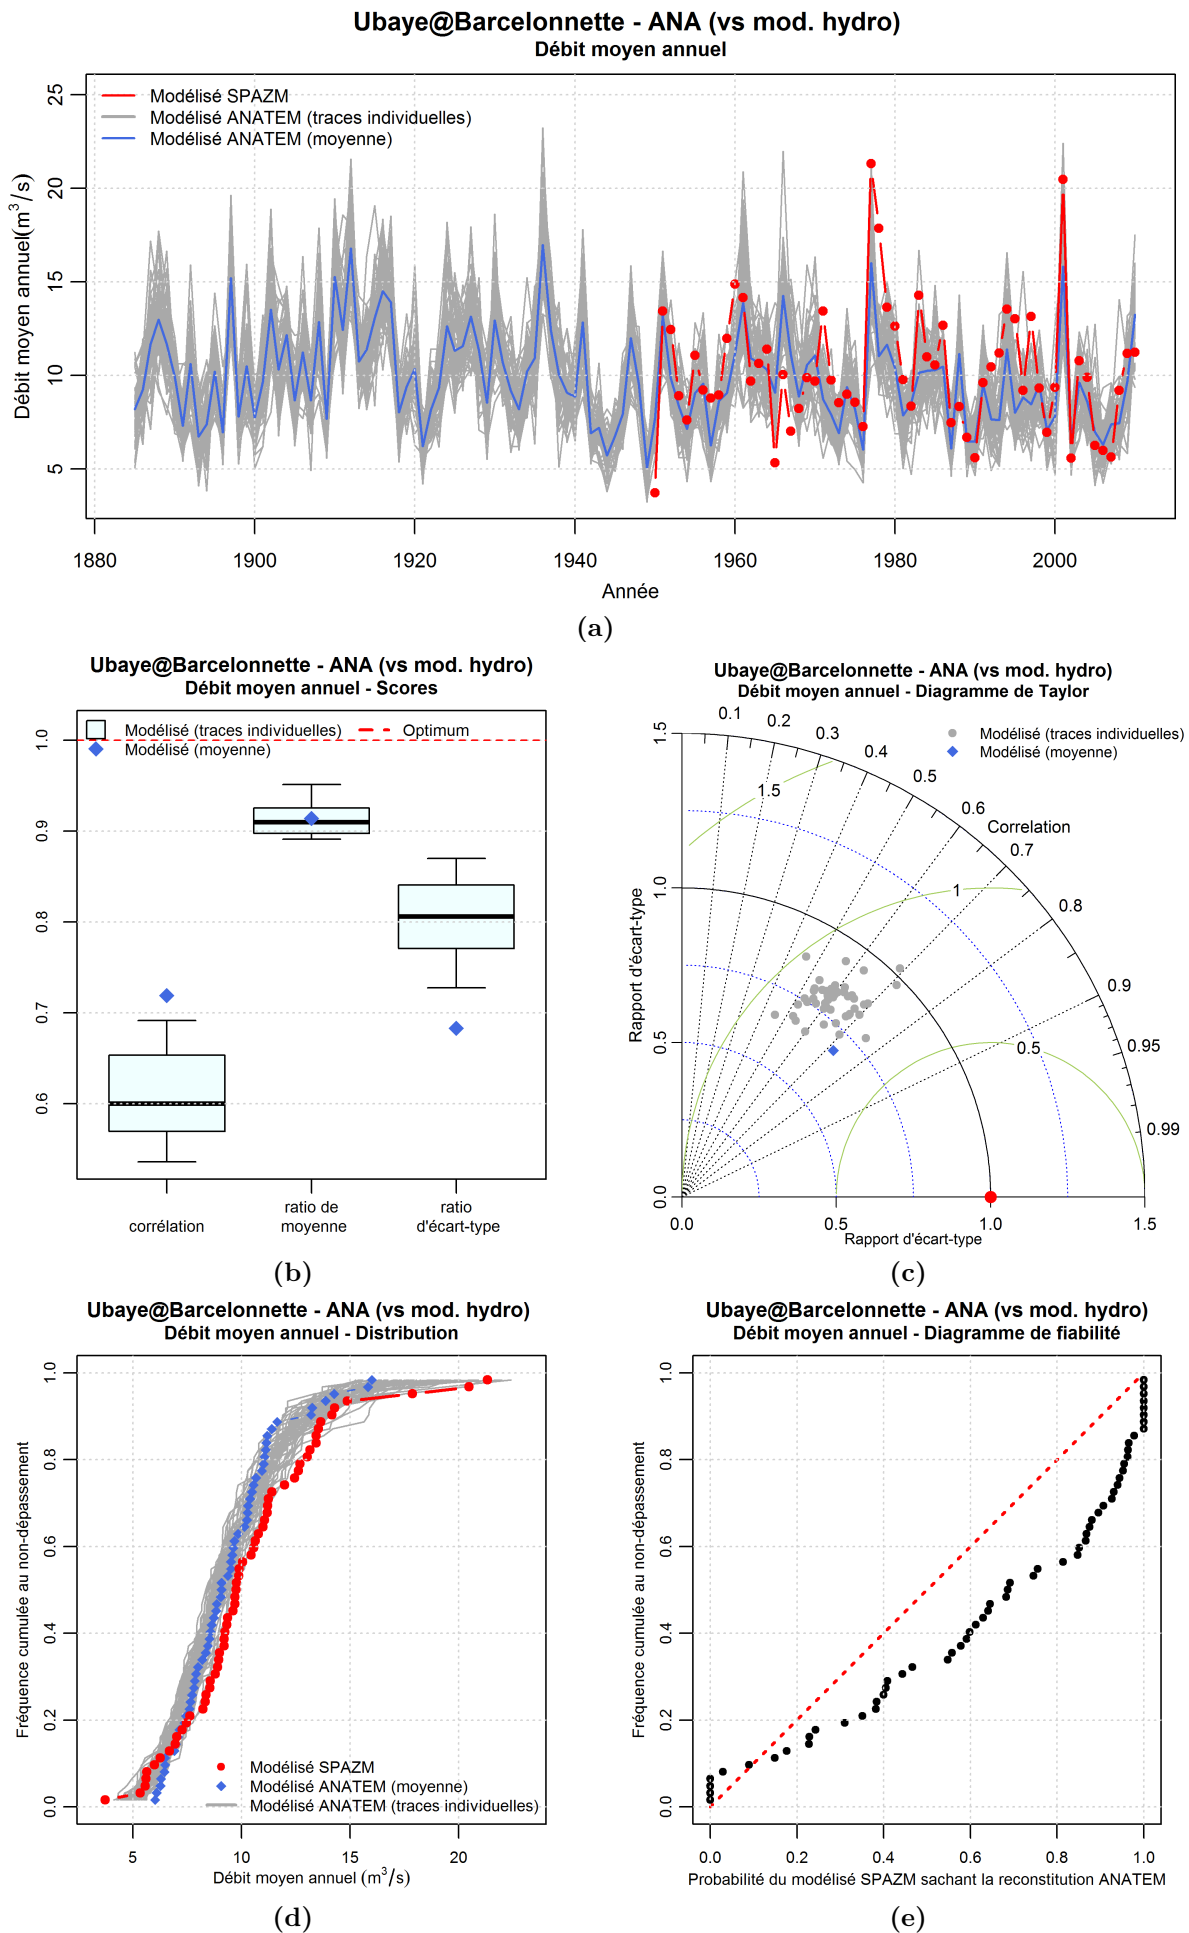 Ubaye@Barcelonnette - ANA (vs mod. hydro)
Débit moyen annuel
Modélisé SPAZM
Modélisé ANATEM (traces individuelles)
Modélisé ANATEM (moyenne)
Débit moyen annuel(m³/s)
25
20
15
10
5
1880 1900 1920 1940 1960 1980 2000
Année
(a)
Ubaye@Barcelonnette - ANA (vs mod. hydro)
Débit moyen annuel - Scores
Modélisé (traces individuelles) Optimum
Modélisé (moyenne)
1.0
0.9
0.8
0.7
0.6
corrélation
ratio de
moyenne
ratio
d'écart-type
(b)
Ubaye@Barcelonnette - ANA (vs mod. hydro)
Débit moyen annuel - Diagramme de Taylor
Modélisé (traces individuelles)
Modélisé (moyenne)
0.1 0.2 0.3 0.4 0.5 0.6 0.7 0.8 0.9 0.95 0.99
Correlation
1.5
1
0.5
Rapport d'écart-type
1.5
1.0
0.5
0.0
0.0 0.5 1.0 1.5
Rapport d'écart-type
(c)
Ubaye@Barcelonnette - ANA (vs mod. hydro)
Débit moyen annuel - Distribution
Fréquence cumulée au non-dépassement
1.0
0.8
0.6
0.4
0.2
0.0
Modélisé SPAZM
Modélisé ANATEM (moyenne)
Modélisé ANATEM (traces individuelles)
5 10 15 20
Débit moyen annuel (m³/s)
(d)
Ubaye@Barcelonnette - ANA (vs mod. hydro)
Débit moyen annuel - Diagramme de fiabilité
Fréquence cumulée au non-dépassement
1.0
0.8
0.6
0.4
0.2
0.0
0.0 0.2 0.4 0.6 0.8 1.0
Probabilité du modélisé SPAZM sachant la reconstitution ANATEM
(e)